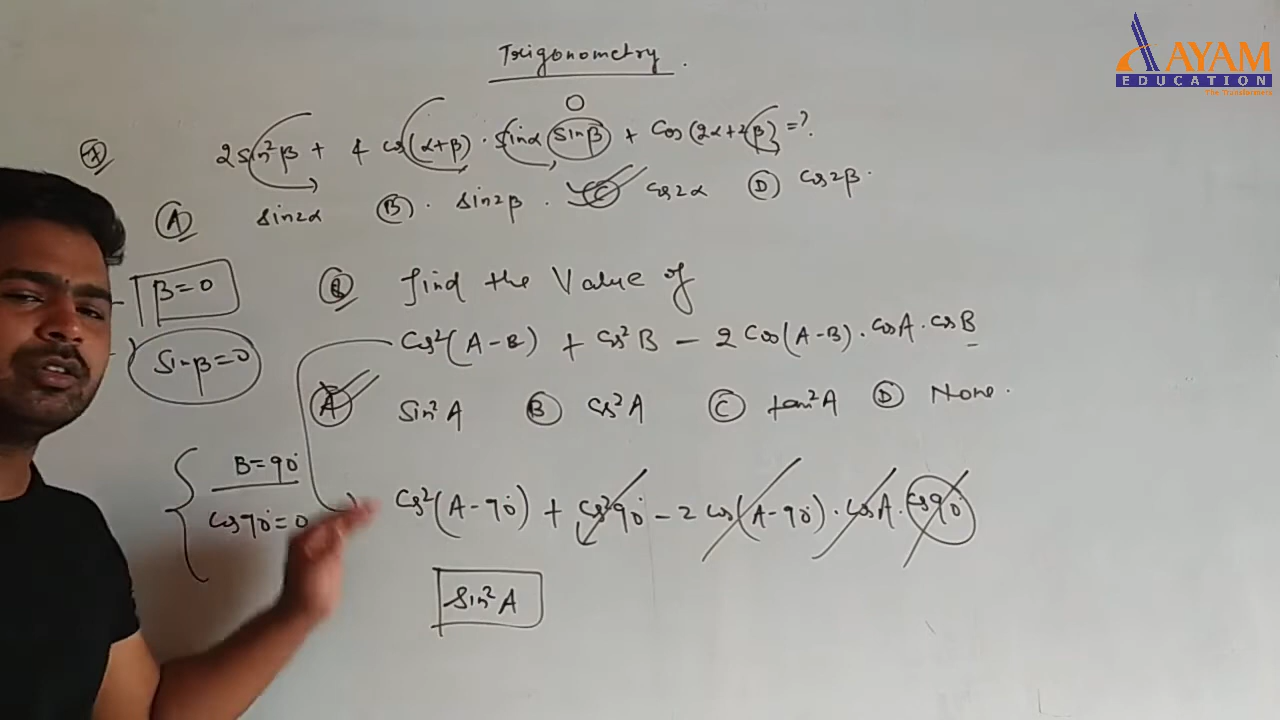 Trigonometry.
AYAM
EDUCATION
The Transformers
0
2sin²β + 4 cos(α+β) · sinα sinβ + Cos(2α+2β) = ?
A sin2α B sin2β . C cos2α D cos2β.
β=0
sinβ=0
Q find the Value of
Cos²(A-B) + Cos²B - 2Cos(A-B)·cosA·cosB
A Sin²A B Cos²A C tan²A D None.
B=90°
cos90°=0
Cos²(A-90°) + cos²90° - 2cos(A-90°)·cosA·cos90°
Sin²A